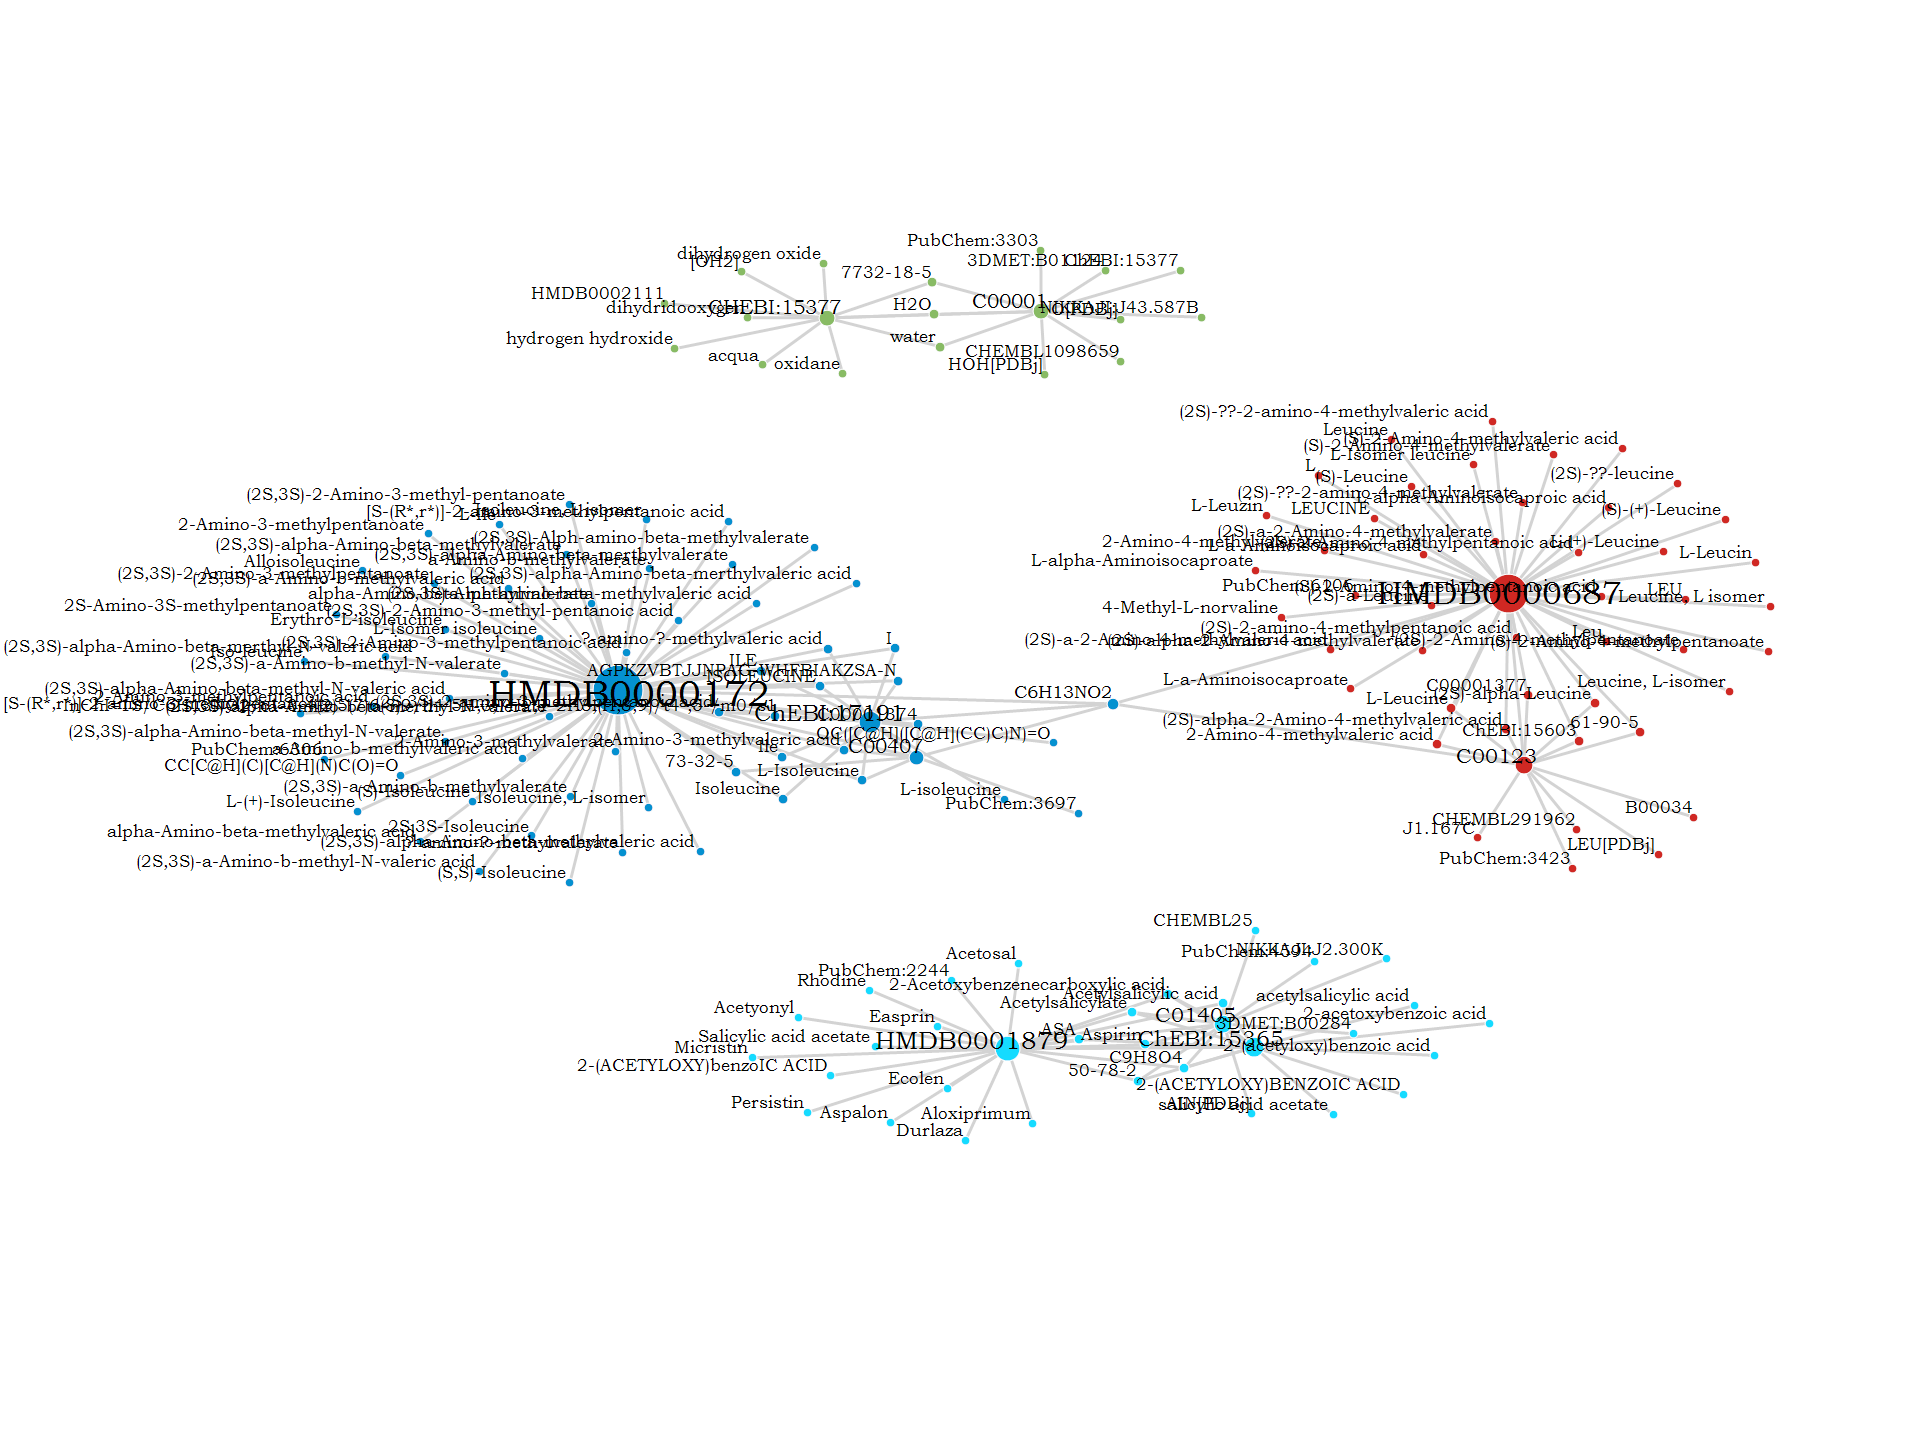 PubChem:3303
dihydrogen oxide
[OH2]
3DMET:B01124
ChEBI:15377
7732-18-5
HMDB0002111
dihydridooxygen
CHEBI:15377
H2O
C00001
NIKKAJI:J43.587B
O[PDBj]
hydrogen hydroxide
water
acqua
oxidane
CHEMBL1098659
HOH[PDBj]
(2S)-??-2-amino-4-methylvaleric acid
Leucine
(S)-2-Amino-4-methylvaleric acid
(S)-2-Amino-4-methylvalerate
L-Isomer leucine
L
(S)-Leucine
(2S)-??-leucine
(2S)-??-2-amino-4-methylvalerate
L-alpha-Aminoisocaproic acid
L-Leuzin
LEUCINE
(S)-(+)-Leucine
(2S)-a-2-Amino-4-methylvalerate
L-(+)-Leucine
L-a-Aminoisocaproic acid
L-Leucin
L-alpha-Aminoisocaproate
PubChem:6106
HMDB0000687
(2S)-a-Leucine
LEU
Leucine, L isomer
4-Methyl-L-norvaline
(2S)-2-amino-4-methylpentanoic acid
Leu
(2S)-a-2-Amino-4-methylvaleric acid
(2S)-alpha-2-Amino-4-methylvalerate
(2S)-2-Amino-4-methylpentanoate
(S)-2-Amino-4-methylpentanoate
L-a-Aminoisocaproate
C00001377
Leucine, L-isomer
L-Leucine
(2S)-alpha-Leucine
(2S)-alpha-2-Amino-4-methylvaleric acid
ChEBI:15603
61-90-5
2-Amino-4-methylvaleric acid
C00123
B00034
CHEMBL291962
J1.167C
LEU[PDBj]
PubChem:3423
(2S,3S)-2-Amino-3-methyl-pentanoate
Isoleucine, L isomer
[S-(R*,r*)]-2-amino-3-methylpentanoic acid
L-Ile
2-Amino-3-methylpentanoate
(2S,3S)-Alph-amino-beta-methylvalerate
(2S,3S)-alpha-Amino-beta-methylvalerate
(2S,3S)-alpha-Amino-beta-merthylvalerate
a-Amino-b-methylvalerate
Alloisoleucine
(2S,3S)-2-Amino-3-methylpentanoate
(2S,3S)-a-Amino-b-methylvaleric acid
(2S,3S)-alpha-Amino-beta-merthylvaleric acid
alpha-Amino-beta-methylvalerate
(2S,3S)-Alph-amino-beta-methylvaleric acid
2S-Amino-3S-methylpentanoate
(2S,3S)-2-Amino-3-methyl-pentanoic acid
Erythro-L-isoleucine
L-Isomer isoleucine
?-amino-?-methylvaleric acid
I
(2S,3S)-2-Amino-3-methylpentanoic acid
(2S,3S)-alpha-Amino-beta-merthyl-N-valeric acid
Iso-leucine
(2S,3S)-a-Amino-b-methyl-N-valerate
ILE
AGPKZVBTJJNPAG-WHFBIAKZSA-N
ISOLEUCINE
HMDB0000172
(2S,3S)-alpha-Amino-beta-methyl-N-valeric acid
C6H13NO2
ChEBI:17191
OC([C@H]([C@H](CC)C)N)=O
C00407
(2S,3S)-alpha-Amino-beta-methyl-N-valerate
PubChem:6306
a-amino-b-methylvaleric acid
2-Amino-3-methylvalerate
2-Amino-3-methylvaleric acid
Ile
CC[C@H](C)[C@H](N)C(O)=O
73-32-5
L-Isoleucine
(2S,3S)-a-Amino-b-methylvalerate
(S)-Isoleucine
Isoleucine
L-isoleucine
Isoleucine, L-isomer
L-(+)-Isoleucine
PubChem:3697
2S,3S-Isoleucine
alpha-Amino-beta-methylvaleric acid
(2S,3S)-alpha-Amino-beta-methylvaleric acid
?-amino-?-methylvalerate
(2S,3S)-a-Amino-b-methyl-N-valeric acid
(S,S)-Isoleucine
CHEMBL25
PubChem:4594
NIKKAJI:J2.300K
Acetosal
PubChem:2244
Rhodine
2-Acetoxybenzenecarboxylic acid
Acetylsalicylic acid
acetylsalicylic acid
Acetylsalicylate
Acetyonyl
Easprin
C01405
2-acetoxybenzoic acid
3DMET:B00284
ASA
Aspirin
Salicylic acid acetate
HMDB0001879
ChEBI:15365
2-(acetyloxy)benzoic acid
Micristin
C9H8O4
2-(ACETYLOXY)benzoIC ACID
50-78-2
Ecolen
2-(ACETYLOXY)BENZOIC ACID
Persistin
Aspalon
Aloxiprimum
AIN[PDBj]
salicylic acid acetate
Durlaza